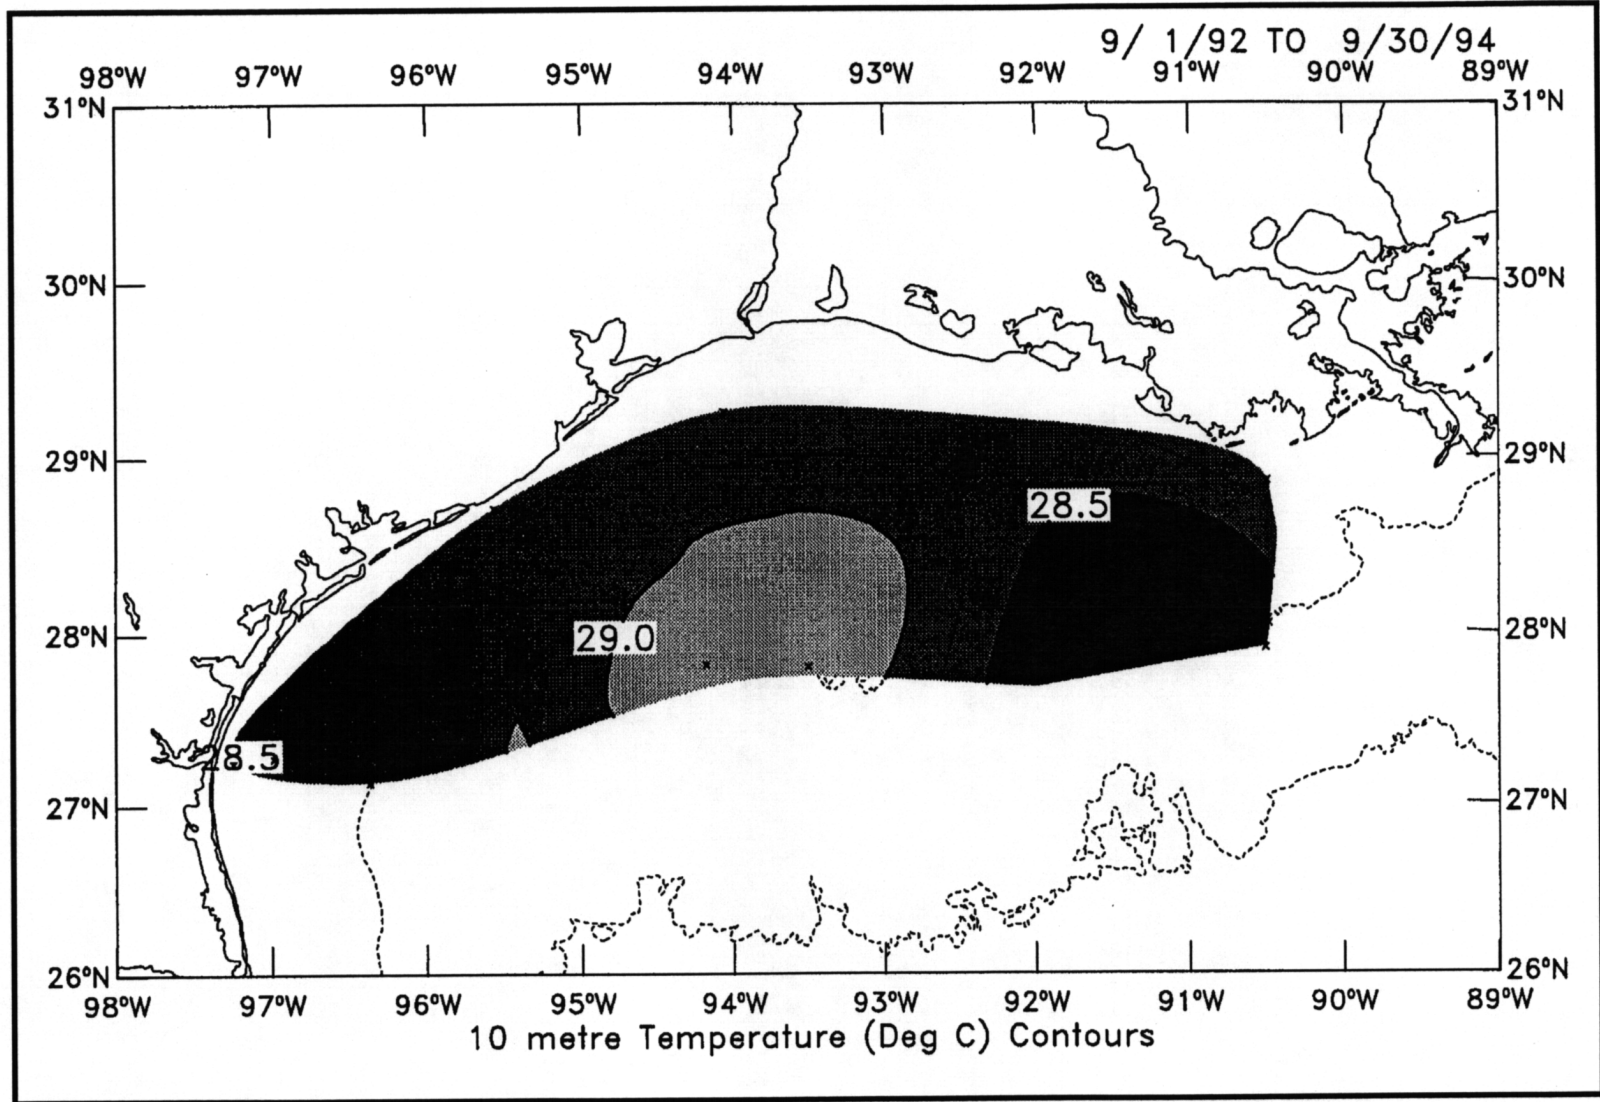 9/ 1/92 TO 9/30/94
98°W 97°W 96°W 95°W 94°W 93°W 92°W 91°W 90°W 89°W
31°N 31°N
30°N 30°N
29°N 29°N
28.5
28°N 29.0 28°N
28.5
27°N 27°N
26°N 26°N
98°W 97°W 96°W 95°W 94°W 93°W 92°W 91°W 90°W 89°W
10 metre Temperature (Deg C) Contours